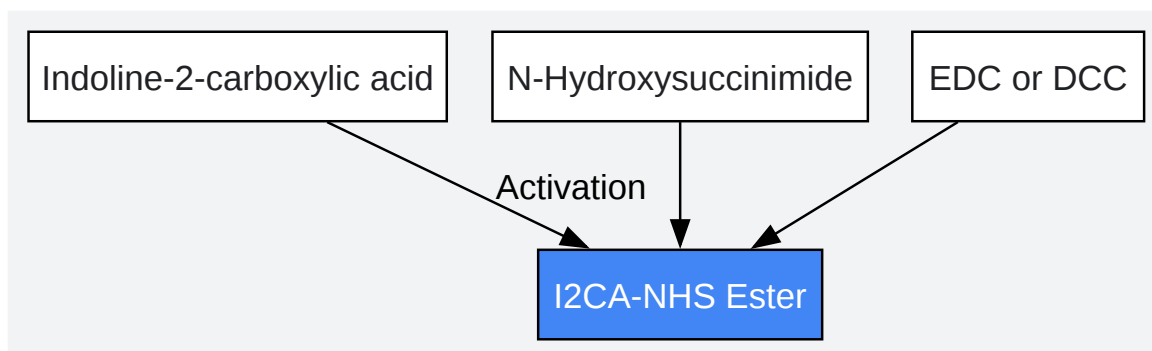 Indoline-2-carboxylic acid
N-Hydroxysuccinimide
EDC or DCC
Activation
I2CA-NHS Ester